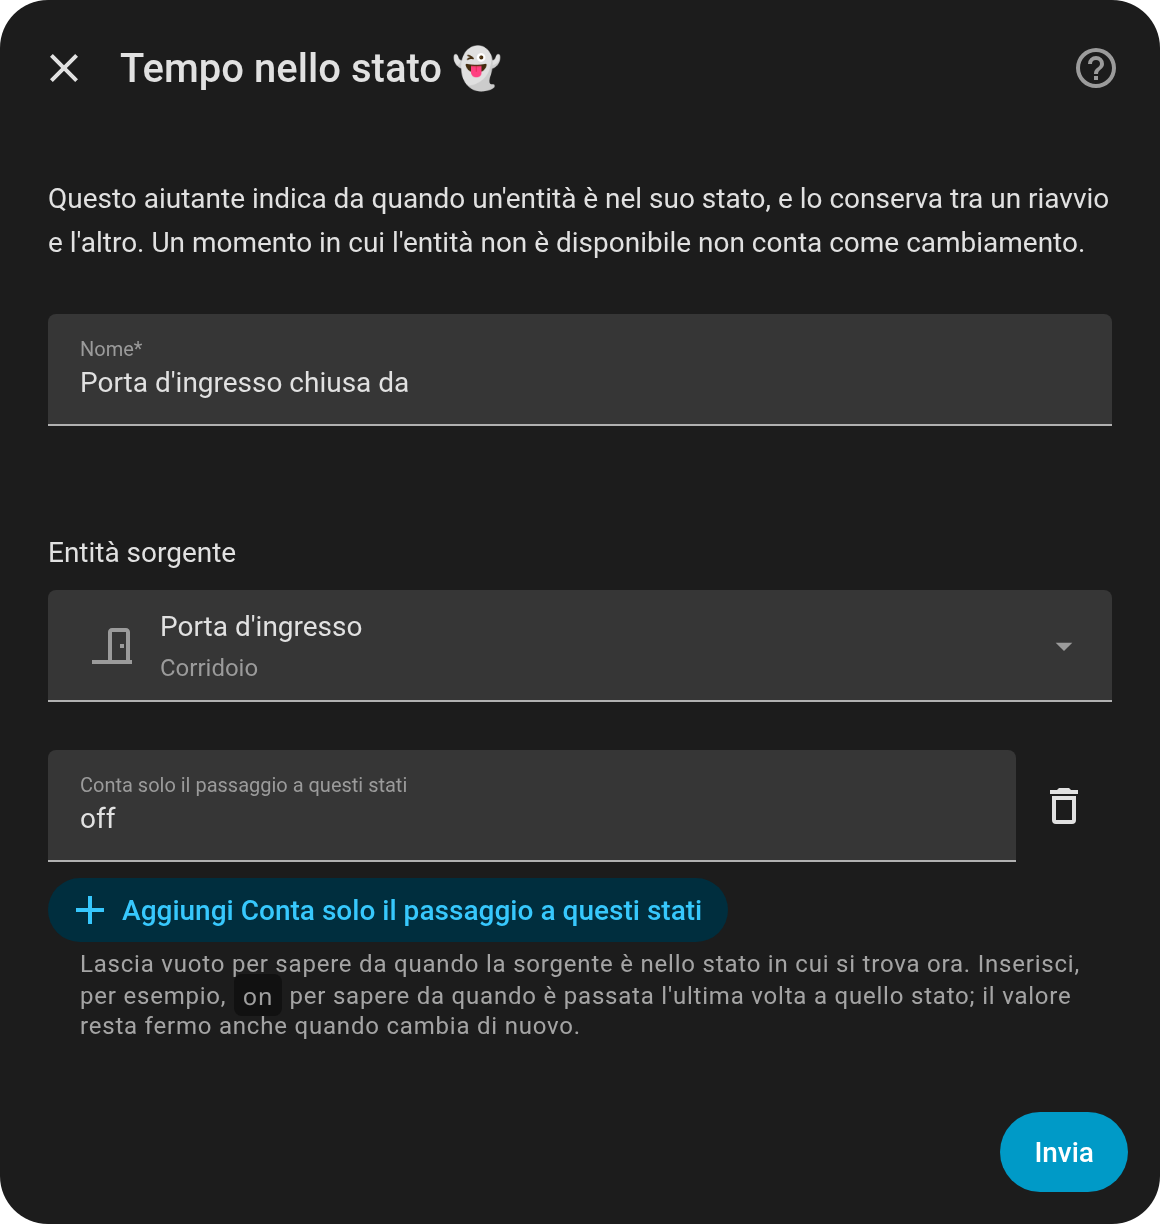 Tempo nello stato 👻
Questo aiutante indica da quando un'entità è nel suo stato, e lo conserva tra un riavvio
e l'altro. Un momento in cui l'entità non è disponibile non conta come cambiamento.
Nome*
Porta d'ingresso chiusa da
Entità sorgente
Porta d'ingresso
Corridoio
Conta solo il passaggio a questi stati
off
Aggiungi Conta solo il passaggio a questi stati
Lascia vuoto per sapere da quando la sorgente è nello stato in cui si trova ora. Inserisci,
per esempio, on per sapere da quando è passata l'ultima volta a quello stato; il valore
resta fermo anche quando cambia di nuovo.
Invia